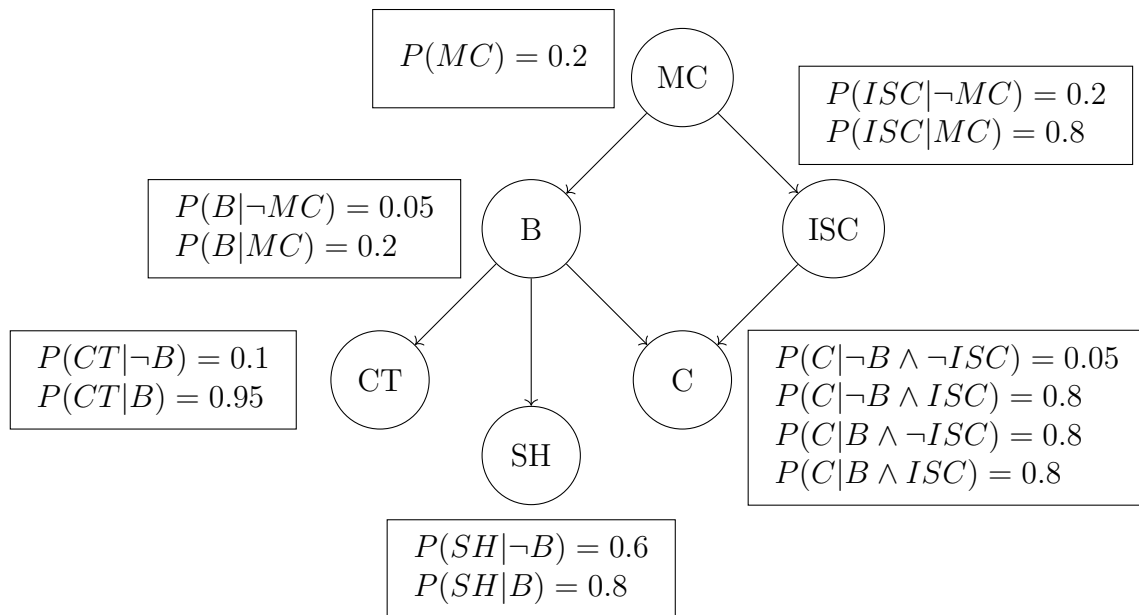 P(MC) = 0.2
MC
P(ISC|¬MC) = 0.2
P(ISC|MC) = 0.8
P(B|¬MC) = 0.05
P(B|MC) = 0.2
B
ISC
P(CT|¬B) = 0.1
P(CT|B) = 0.95
CT
C
P(C|¬B ∧ ¬ISC) = 0.05
P(C|¬B ∧ ISC) = 0.8
P(C|B ∧ ¬ISC) = 0.8
P(C|B ∧ ISC) = 0.8
SH
P(SH|¬B) = 0.6
P(SH|B) = 0.8